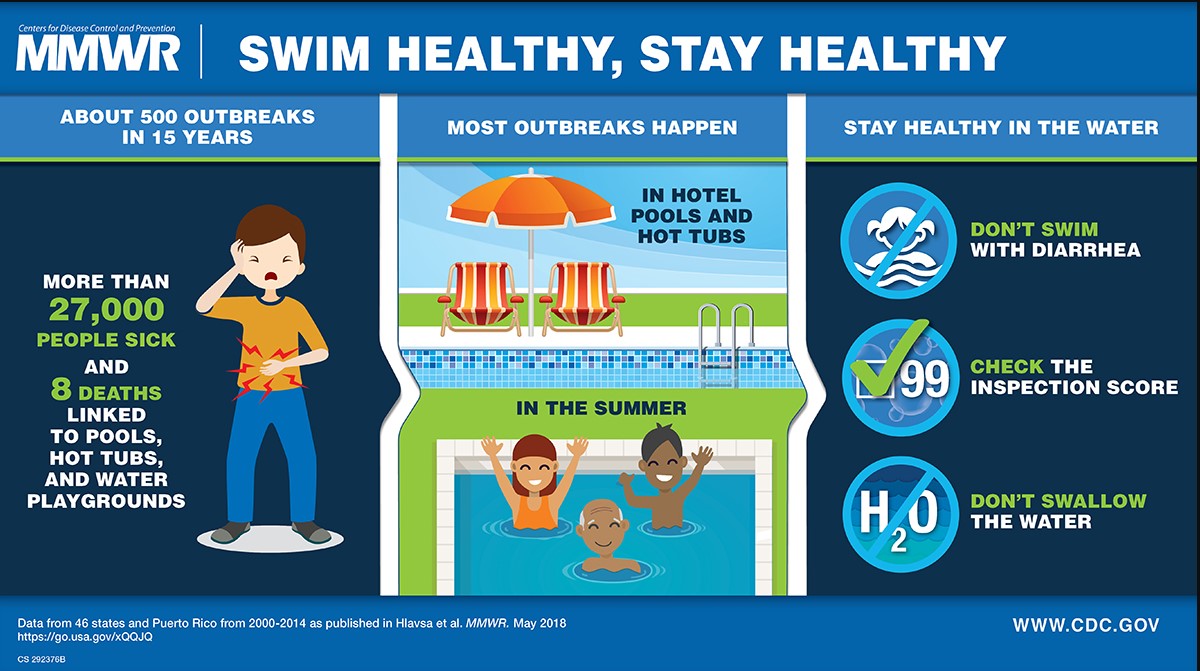 Centers for Disease Control and Prevention
MMWR
SWIM HEALTHY, STAY HEALTHY
ABOUT 500 OUTBREAKS
IN 15 YEARS
MORE THAN
27,000
PEOPLE SICK
AND
8 DEATHS
LINKED
TO POOLS,
HOT TUBS,
AND WATER
PLAYGROUNDS
MOST OUTBREAKS HAPPEN
IN HOTEL
POOLS AND
HOT TUBS
IN THE SUMMER
STAY HEALTHY IN THE WATER
DON'T SWIM
WITH DIARRHEA
99
CHECK THE
INSPECTION SCORE
H2O
DON'T SWALLOW
THE WATER
Data from 46 states and Puerto Rico from 2000-2014 as published in Hlavsa et al. MMWR. May 2018
https://go.usa.gov/xQQJQ
CS 292376B
WWW.CDC.GOV